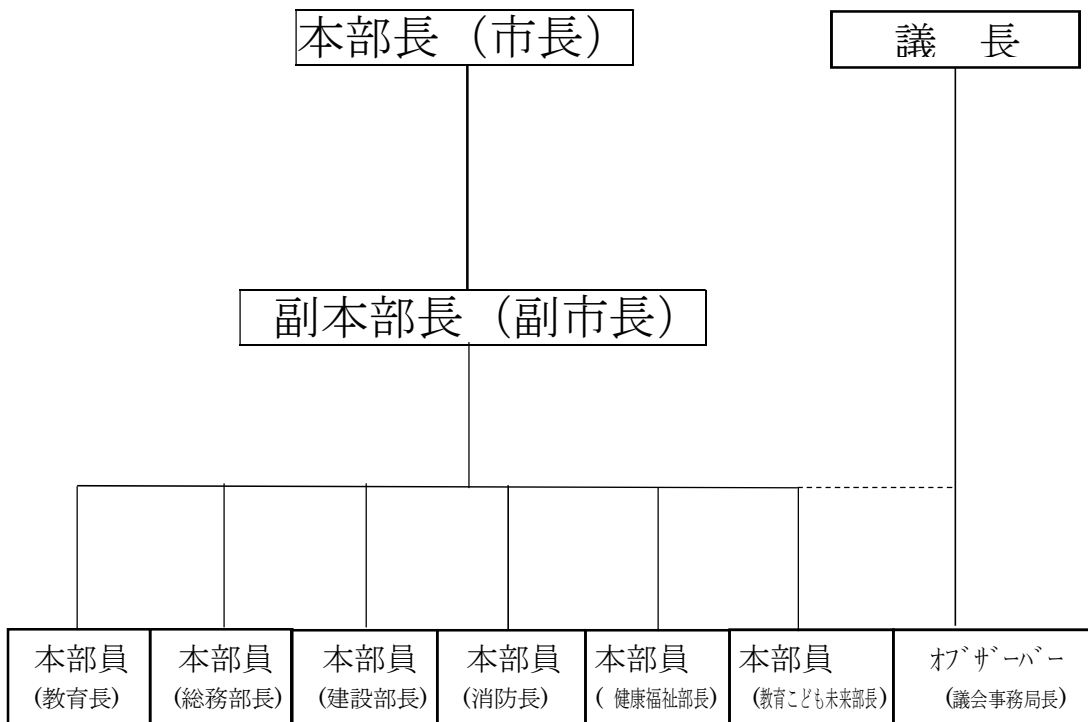 本部長（市長）
議　長
副本部長（副市長）
本部員
(教育長)
本部員
(総務部長)
本部員
(建設部長)
本部員
(消防長)
本部員
( 健康福祉部長)
本部員
(教育こども未来部長)
ｵﾌﾞｻﾞｰﾊﾞｰ
(議会事務局長)